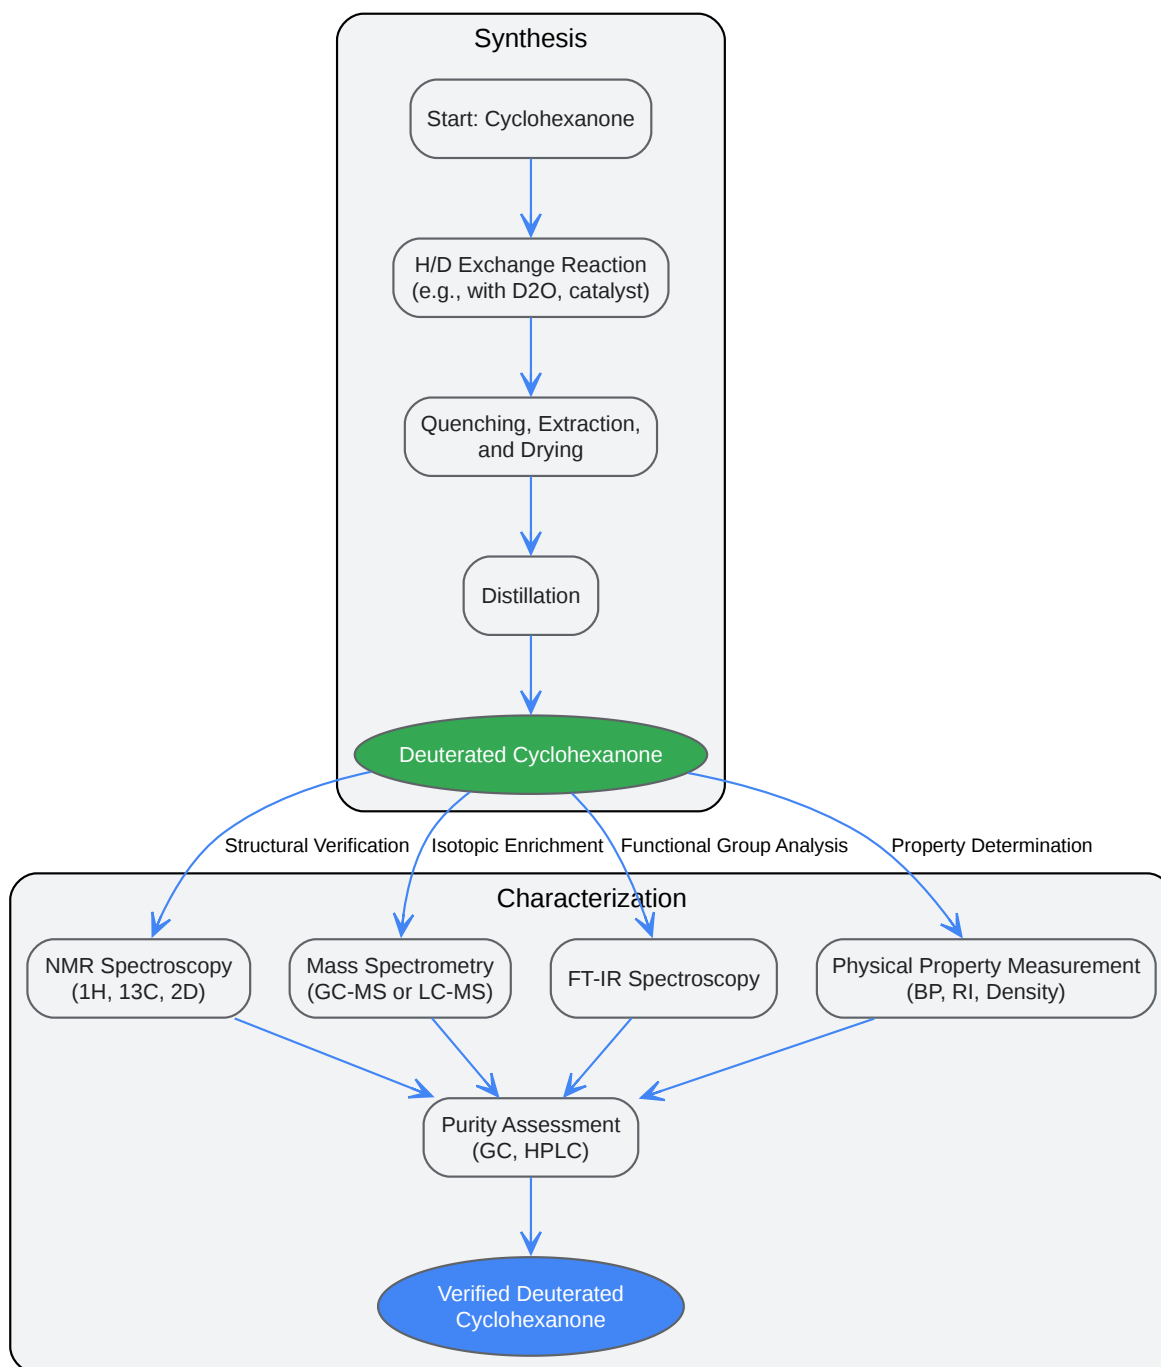 Synthesis
Start: Cyclohexanone
H/D Exchange Reaction
(e.g., with D2O, catalyst)
Quenching, Extraction,
and Drying
Distillation
Deuterated Cyclohexanone
Structural Verification
Isotopic Enrichment
Functional Group Analysis
Property Determination
Characterization
NMR Spectroscopy
(1H, 13C, 2D)
Mass Spectrometry
(GC-MS or LC-MS)
FT-IR Spectroscopy
Physical Property Measurement
(BP, RI, Density)
Purity Assessment
(GC, HPLC)
Verified Deuterated
Cyclohexanone